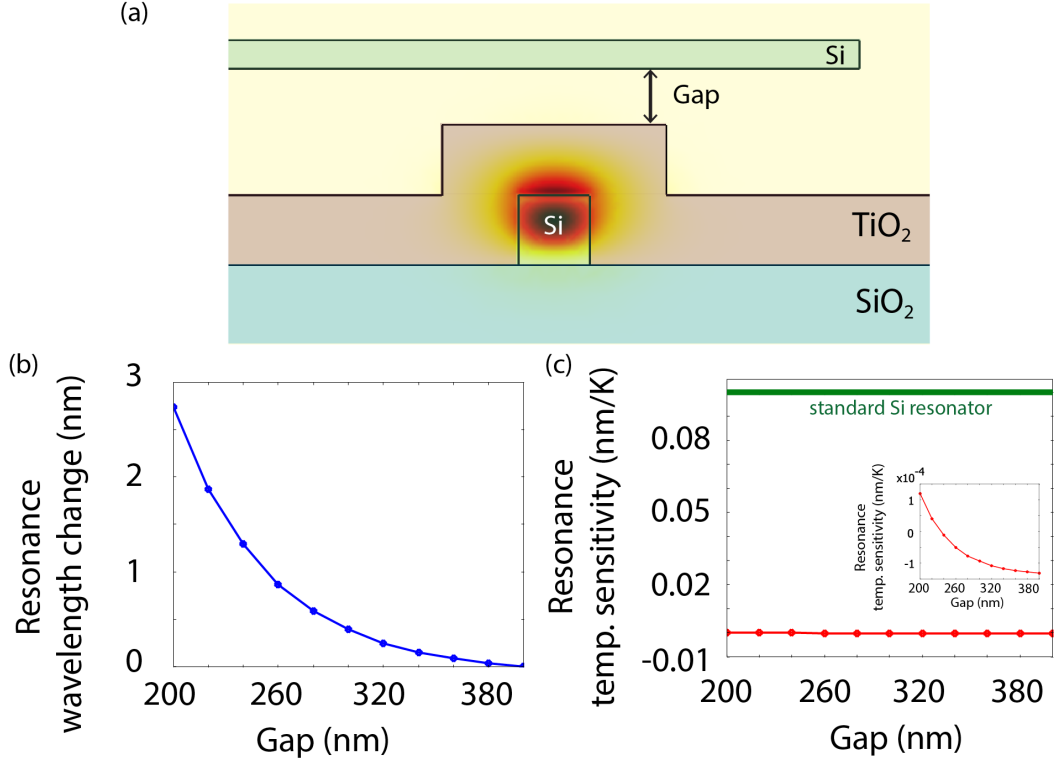 (a)
Si
Gap
Si
TiO₂
SiO₂
(b)
Resonance
wavelength change (nm)
3
2
1
0
200 260 320 380
Gap (nm)
(c)
Resonance
temp. sensitivity (nm/K)
0.08
0.05
0.02
-0.01
200 260 320 380
Gap (nm)
standard Si resonator
x10⁻⁴
Resonance
temp. sensitivity (nm/K)
1
0
-1
200 260 320 380
Gap (nm)